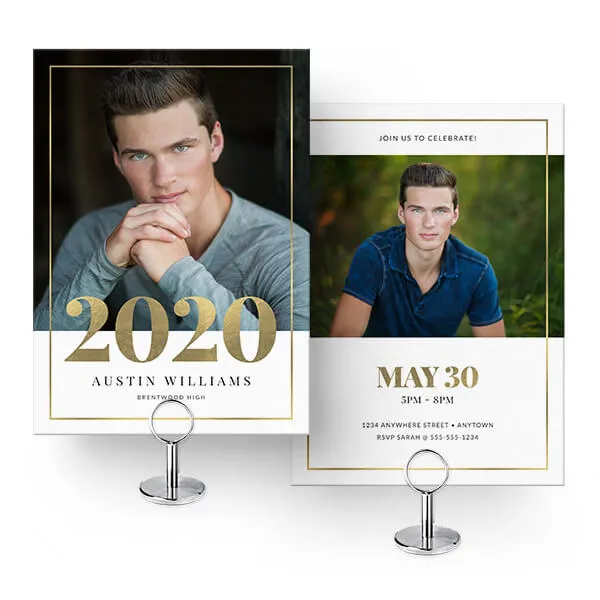 2020
AUSTIN WILLIAMS
BRENTWOOD HIGH
JOIN US TO CELEBRATE!
MAY 30
5PM - 8PM
1234 ANYWHERE STREET • ANYTOWN
RSVP SARAH @ 555-555-1234